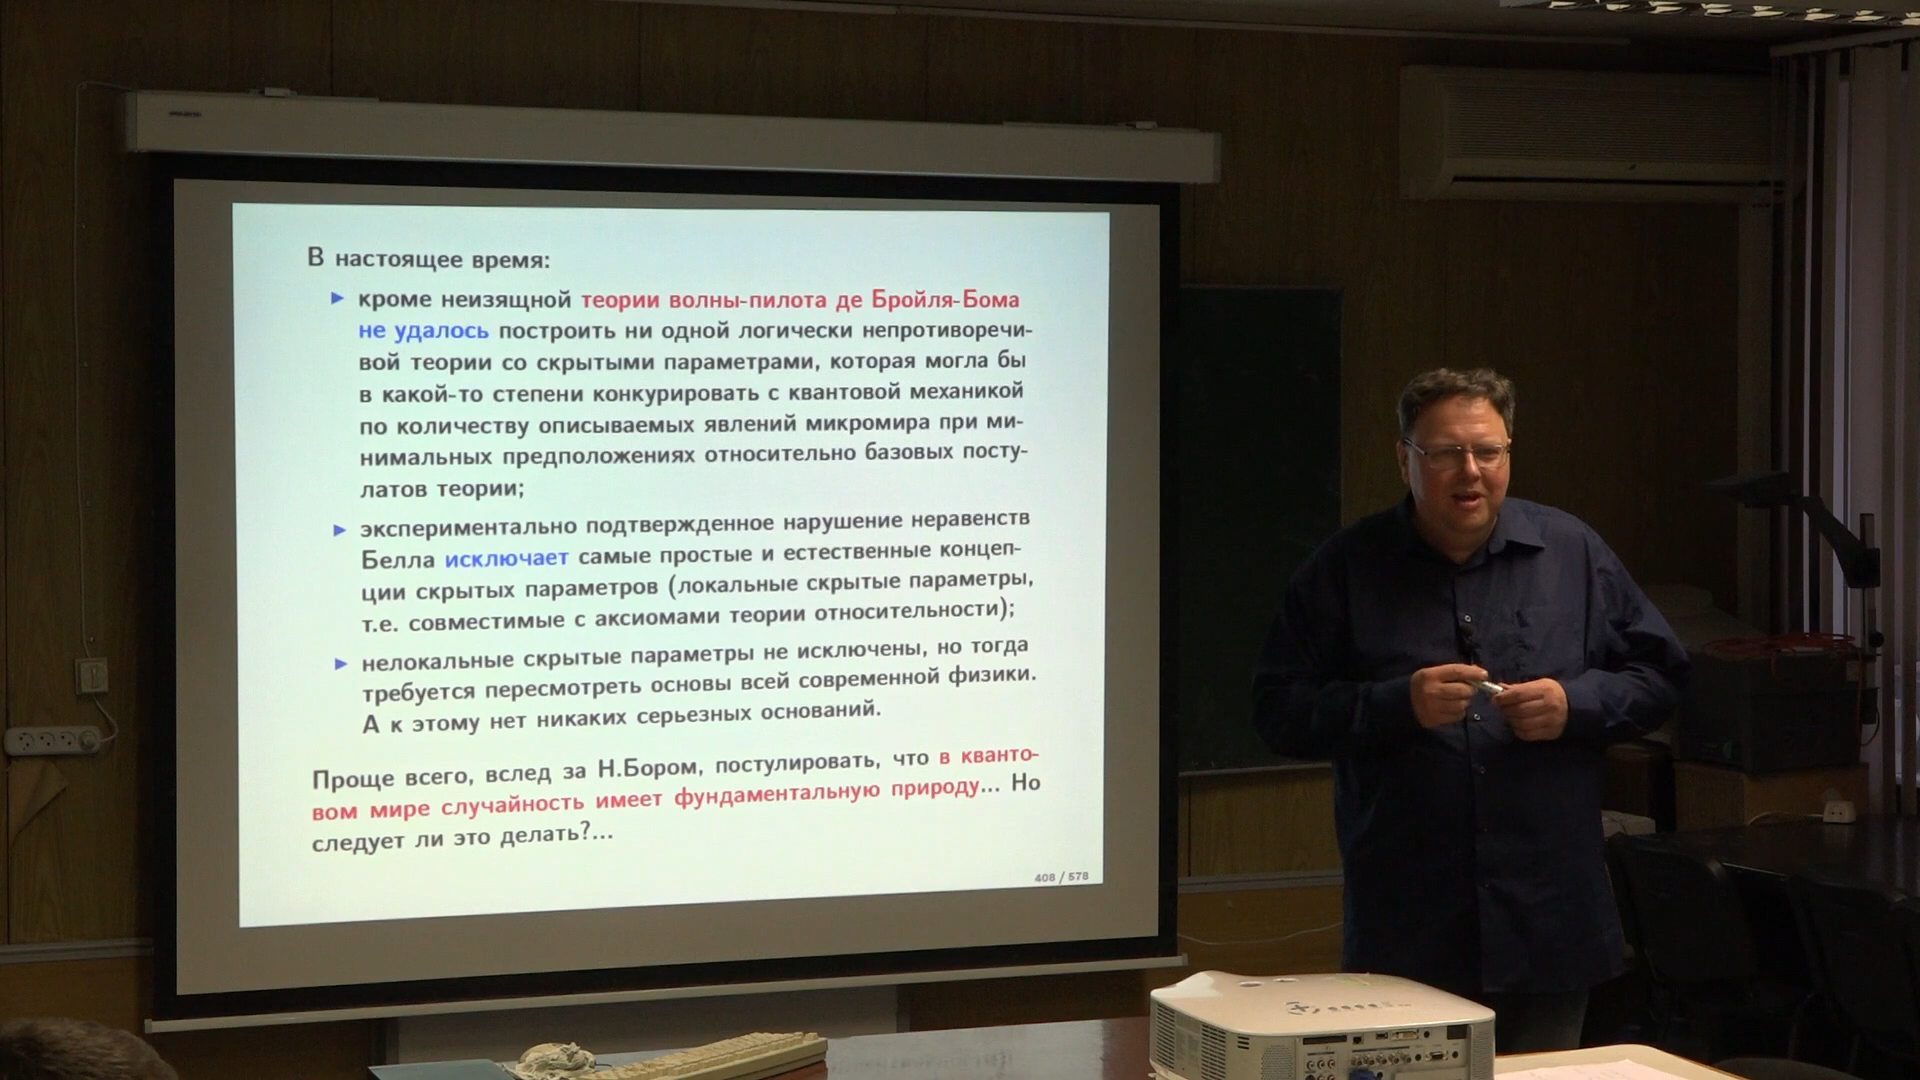 В настоящее время:
кроме неизящной теории волны-пилота де Бройля-Бома
не удалось построить ни одной логически непротиворечи-
вой теории со скрытыми параметрами, которая могла бы
в какой-то степени конкурировать с квантовой механикой
по количеству описываемых явлений микромира при ми-
нимальных предположениях относительно базовых посту-
латов теории;
экспериментально подтвержденное нарушение неравенств
Белла исключает самые простые и естественные концеп-
ции скрытых параметров (локальные скрытые параметры,
т.е. совместимые с аксиомами теории относительности);
нелокальные скрытые параметры не исключены, но тогда
требуется пересмотреть основы всей современной физики.
А к этому нет никаких серьезных оснований.
Проще всего, вслед за Н.Бором, постулировать, что в кванто-
вом мире случайность имеет фундаментальную природу... Но
следует ли это делать?...
408 / 578